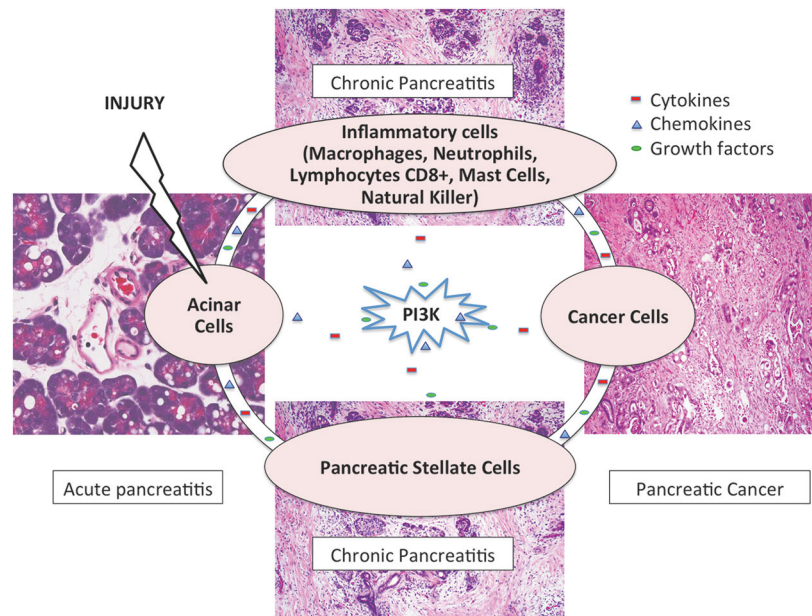 Chronic Pancreatitis
INJURY
Cytokines
Chemokines
Growth factors
Inflammatory cells
(Macrophages, Neutrophils,
Lymphocytes CD8+, Mast Cells,
Natural Killer)
Acinar
Cells
PI3K
Cancer Cells
Pancreatic Stellate Cells
Acute pancreatitis
Pancreatic Cancer
Chronic Pancreatitis